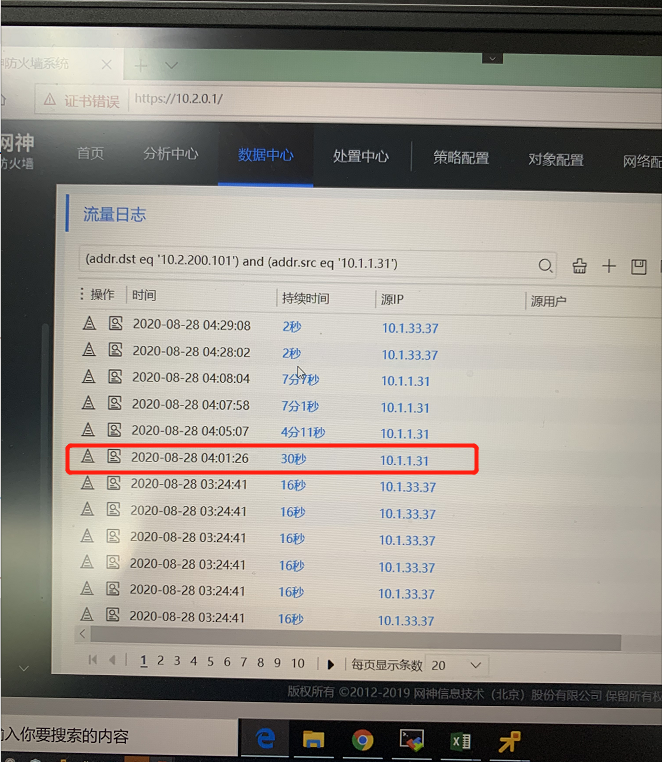 防火墙系统
证书错误 https://10.2.0.1/
网神
防火墙
首页 分析中心 数据中心 处置中心 策略配置 对象配置 网络配
流量日志
(addr.dst eq '10.2.200.101') and (addr.src eq '10.1.1.31')
操作 时间 持续时间 源IP 源用户
2020-08-28 04:29:08 2秒 10.1.33.37
2020-08-28 04:28:02 2秒 10.1.33.37
2020-08-28 04:08:04 7分7秒 10.1.1.31
2020-08-28 04:07:58 7分1秒 10.1.1.31
2020-08-28 04:05:07 4分11秒 10.1.1.31
2020-08-28 04:01:26 30秒 10.1.1.31
2020-08-28 03:24:41 16秒 10.1.33.37
2020-08-28 03:24:41 16秒 10.1.33.37
2020-08-28 03:24:41 16秒 10.1.33.37
2020-08-28 03:24:41 16秒 10.1.33.37
2020-08-28 03:24:41 16秒 10.1.33.37
2020-08-28 03:24:41 16秒 10.1.33.37
1 2 3 4 5 6 7 8 9 10 每页显示条数 20
版权所有 ©2012-2019 网神信息技术（北京）股份有限公司 保留所有权
入你要搜索的内容